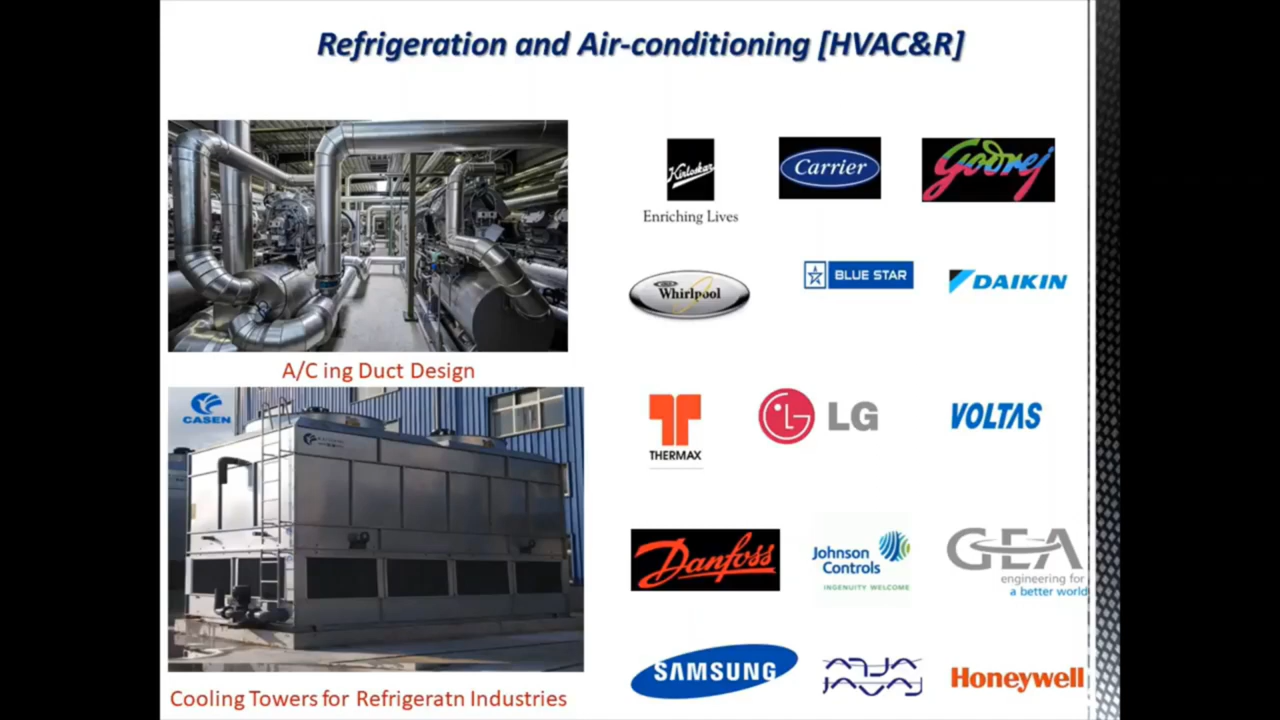 Refrigeration and Air-conditioning [HVAC&R]
A/C ing Duct Design
CASEN
Cooling Towers for Refrigeratn Industries
Kirloskar
Enriching Lives
Carrier
Godrej
Whirlpool
BLUE STAR
DAIKIN
THERMAX
LG
VOLTAS
Danfoss
Johnson
Controls
INGENUITY WELCOME
GEA
engineering for
a better world
SAMSUNG
Honeywell